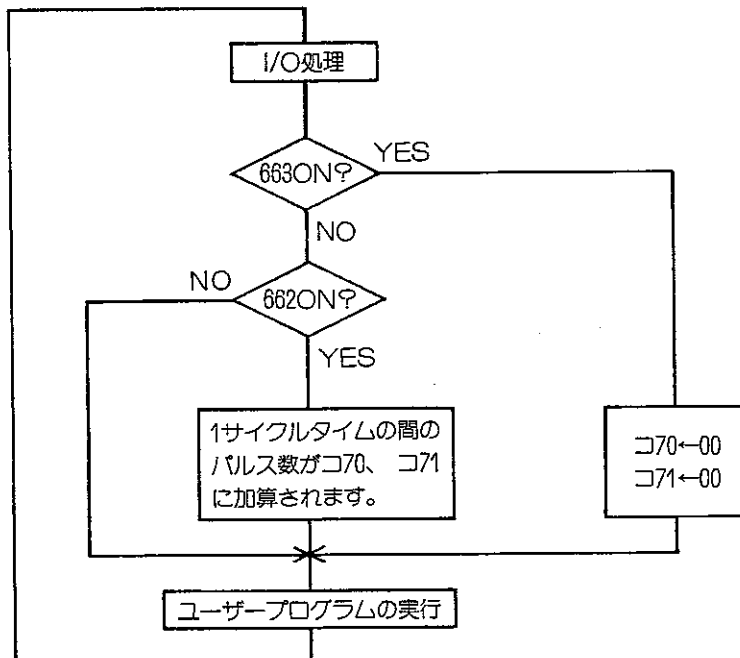 I/O処理
663ON?
YES
NO
662ON?
NO
YES
1サイクルタイムの間の
パルス数がコ70、コ71
に加算されます。
コ70←00
コ71←00
ユーザープログラムの実行